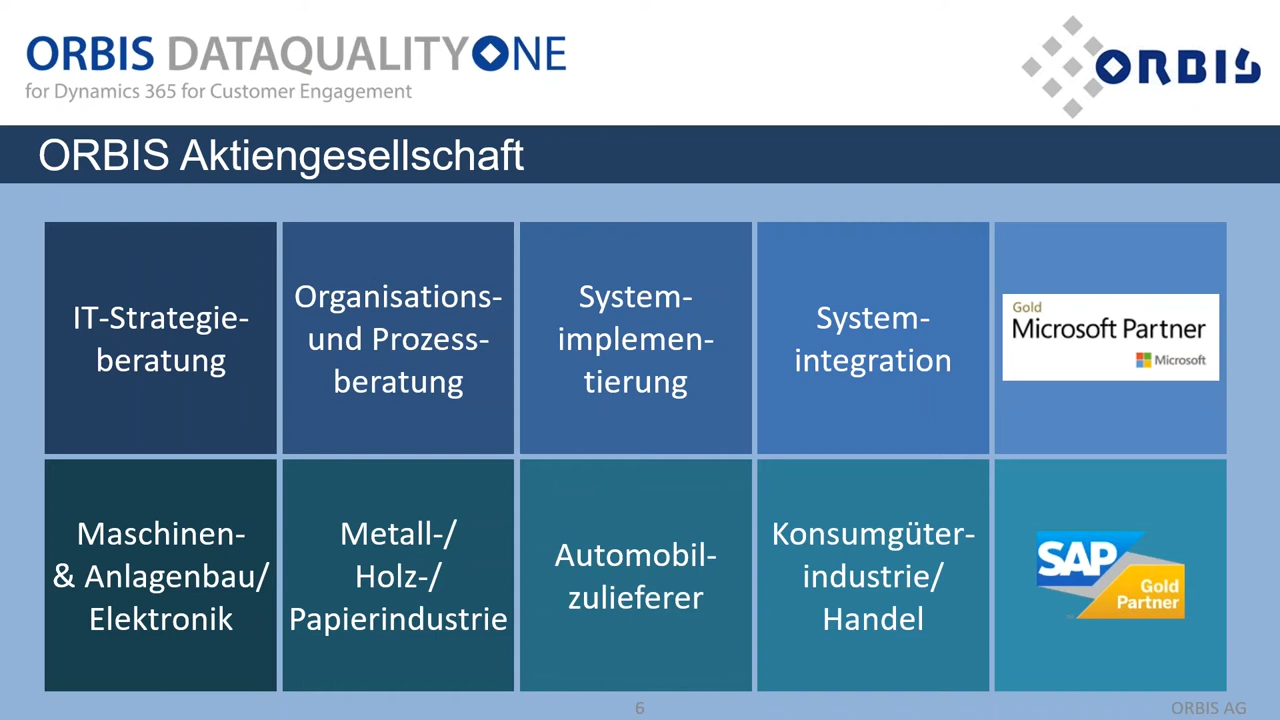 ORBIS DATAQUALITYONE
for Dynamics 365 for Customer Engagement
ORBIS
ORBIS Aktiengesellschaft
IT-Strategie-
beratung
Organisations-
und Prozess-
beratung
System-
implemen-
tierung
System-
integration
Gold
Microsoft Partner
Microsoft
Maschinen-
& Anlagenbau/
Elektronik
Metall-/
Holz-/
Papierindustrie
Automobil-
zulieferer
Konsumgüter-
industrie/
Handel
SAP
Gold
Partner
6
ORBIS AG